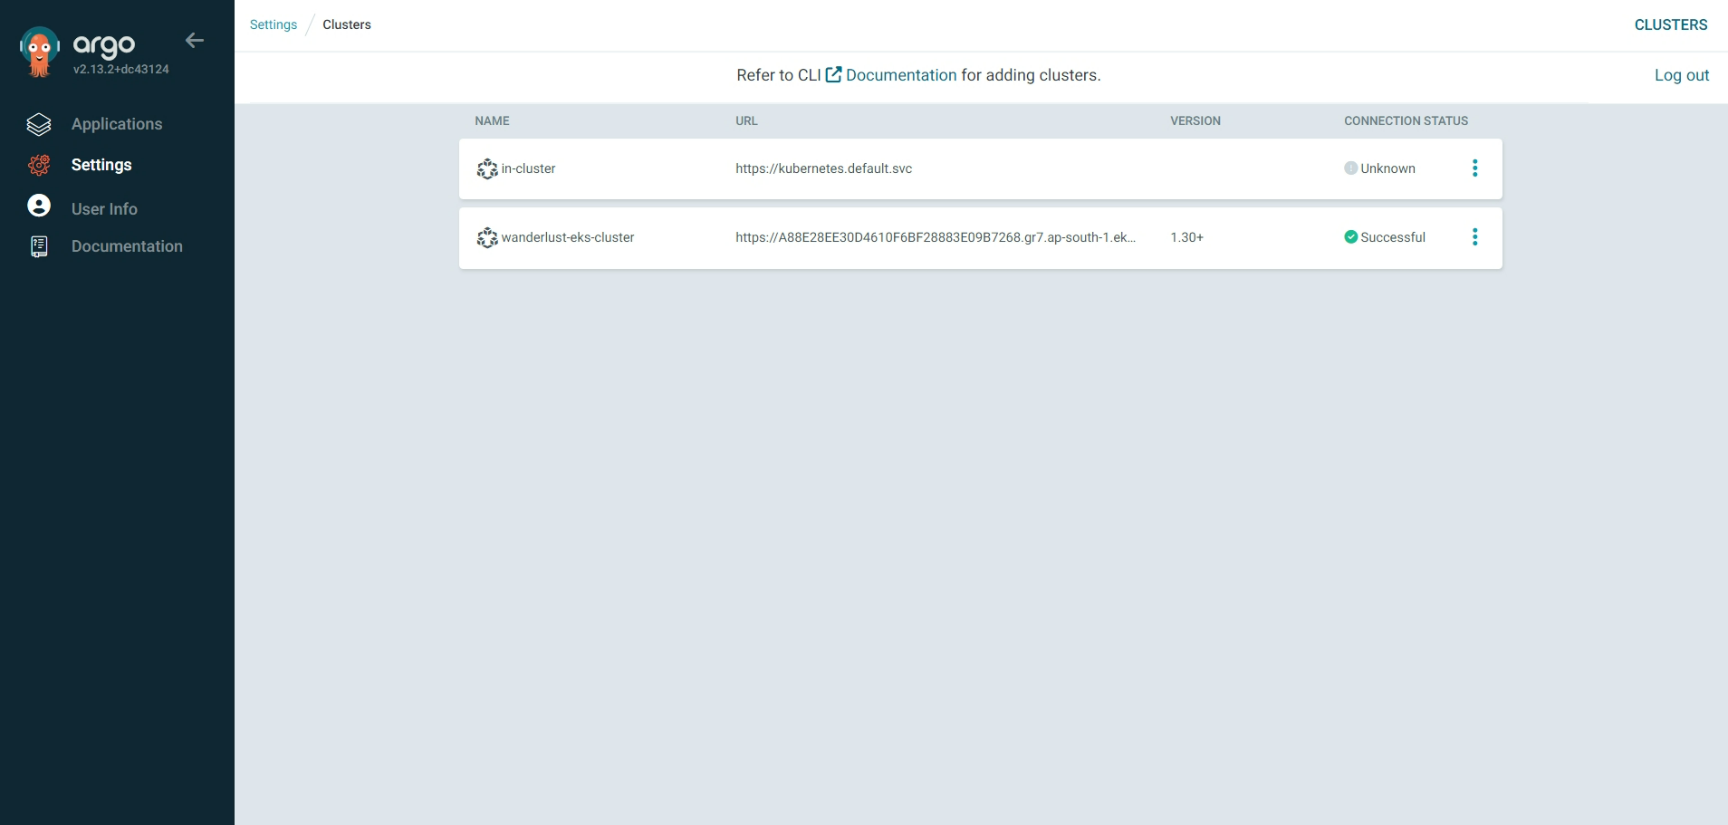 argo
v2.13.2+dc43124
Applications
Settings
User Info
Documentation
Settings / Clusters
CLUSTERS
Refer to CLI Documentation for adding clusters.
Log out
NAME URL VERSION CONNECTION STATUS
in-cluster https://kubernetes.default.svc Unknown
wanderlust-eks-cluster https://A88E28EE30D4610F6BF28883E09B7268.gr7.ap-south-1.ek... 1.30+ Successful